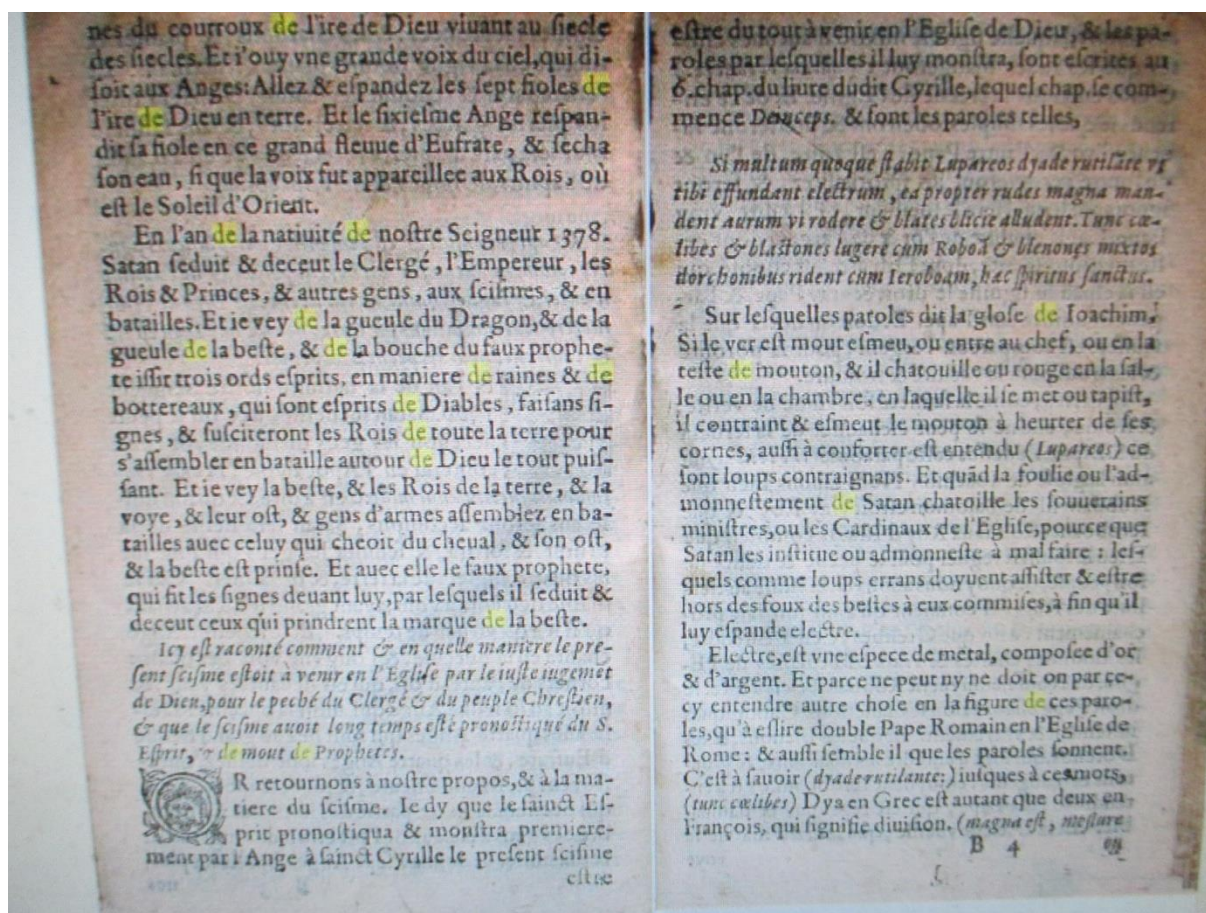 nes du courroux de l'ire de Dieu viuant au siecle
des siecles. Et i'ouy vne grande voix du ciel, qui di-
soit aux Anges: Allez & espandez les sept fioles de
l'ire de Dieu en terre. Et le sixiesme Ange respan-
dit sa fiole en ce grand fleuue d'Eufrate, & secha
son eau, si que la voix fut appareillee aux Rois, où
est le Soleil d'Orient.
En l'an de la natiuité de nostre Seigneur 1378.
Satan seduit & deceut le Clergé, l'Empereur, les
Rois & Princes, & autres gens, aux scismes, & en
batailles. Et ie vey de la gueule du Dragon, & de la
gueule de la beste, & de la bouche du faux prophe-
te issir trois ords esprits, en maniere de raines & de
bottereaux, qui sont esprits de Diables, faisans si-
gnes, & susciteront les Rois de toute la terre pour
s'assembler en bataille autour de Dieu le tout puis-
sant. Et ie vey la beste, & les Rois de la terre, & la
voye, & leur ost, & gens d'armes assemblez en ba-
tailles auec celuy qui cheoit du cheual, & son ost,
& la beste est prinse. Et auec elle le faux prophete,
qui fit les signes deuant luy, par lesquels il seduit &
deceut ceux qui prindrent la marque de la beste.
Icy est raconté comment & en quelle maniere le pre-
sent scisme estoit à venir en l'Eglise par le iuste iugemēt
de Dieu, pour le peché du Clergé & du peuple Chrestien,
& que le scisme auoit long temps esté pronostiqué du S.
Esprit, & de mout de Prophetes.
OR retournons à nostre propos, & à la ma-
tiere du scisme. Ie dy que le sainct Es-
prit pronostiqua & monstra premiere-
ment par l'Ange à sainct Cyrille le present scisme
estre
estre du tout à venir en l'Eglise de Dieu, & les pa-
roles par lesquelles il luy monstra, sont escrites au
6. chap. du liure dudit Cyrille, lequel chap. se com-
mence Deuceps. & sont les paroles telles,
Si multum quoque stabit Lupareos dyade rutilāte vt
tibi effundant electrum, ea propter rudes magna man-
dent aurum vi rodere & blates blicie alludent. Tunc cæ-
libes & blastones lugere cum Roboā & blenones mixtos
dorchonibus rident cum Ieroboam, hæc spiritus sanctus.
Sur lesquelles paroles dit la glose de Ioachim,
Si le ver est mout esmeu, ou entre au chef, ou en la
teste de mouton, & il chatouille ou ronge en la sal-
le ou en la chambre, en laquelle il se met ou tapist,
il contraint & esmeut le mouton à heurter de ses
cornes, aussi à conforter est entendu (Lupareos) ce
sont loups contraignans. Et quād la foulie ou l'ad-
monnestement de Satan chatoille les souuerains
ministres, ou les Cardinaux de l'Eglise, pource que
Satan les institue ou admonneste à mal faire : les-
quels comme loups errans doyuent assister & estre
hors des foux des bestes à eux commises, à fin qu'il
luy espande electre.
Electre, est vne espece de metal, composee d'or
& d'argent. Et parce ne peut ny ne doit on par ce-
cy entendre autre chose en la figure de ces paro-
les, qu'à eslire double Pape Romain en l'Eglise de
Rome : & aussi semble il que les paroles sonnent.
C'est à sauoir (dyade rutilante:) iusques à ces mots,
(tunc cælibes) Dya en Grec est autant que deux en
François, qui signifie diuision. (magna est, mesture
B 4 ou